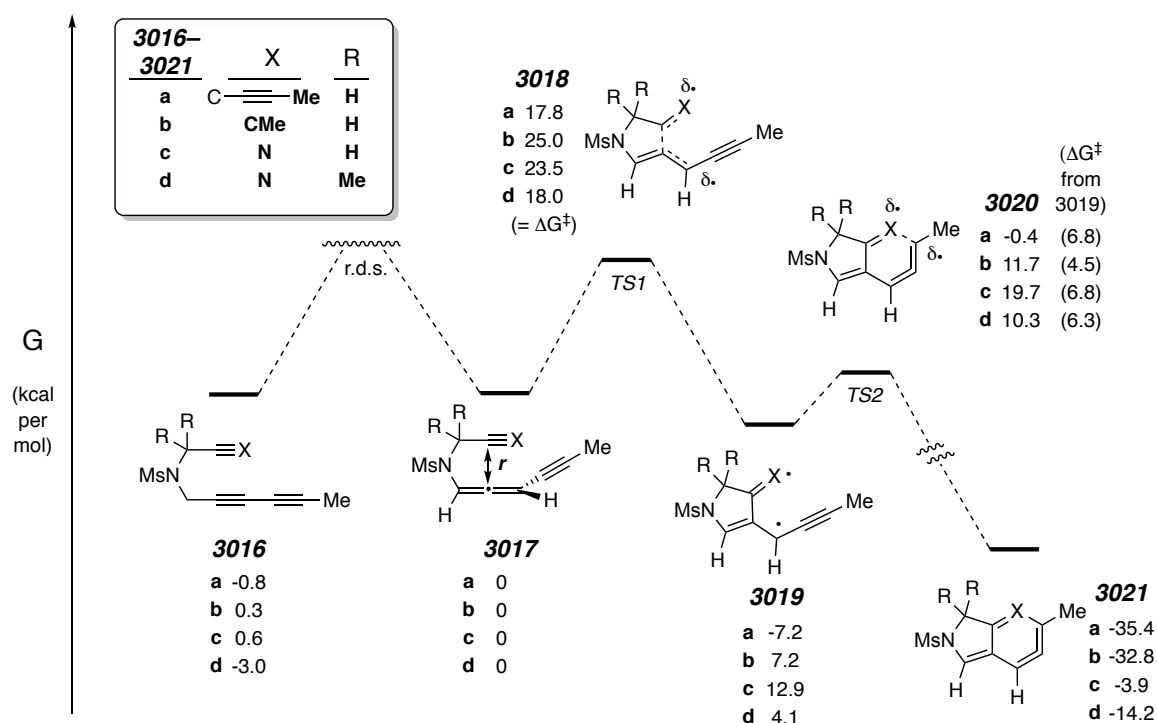 3016–
3021
X
R
a C Me H
b CMe H
c N H
d N Me
G
(kcal
per
mol)
r.d.s.
3018
a 17.8
b 25.0
c 23.5
d 18.0
(= ΔG‡)
R R
δ•
X
MsN
Me
H
H
δ•
TS1
3020
(ΔG‡
from
3019)
a -0.4 (6.8)
b 11.7 (4.5)
c 19.7 (6.8)
d 10.3 (6.3)
R R
δ•
X
Me
δ•
MsN
H
H
TS2
R
R
X
MsN
Me
3016
a -0.8
b 0.3
c 0.6
d -3.0
R
R
X
Me
MsN
r
H
H
3017
a 0
b 0
c 0
d 0
R R
X •
Me
MsN
•
H
H
3019
a -7.2
b 7.2
c 12.9
d 4.1
R R
X
Me
MsN
H
H
3021
a -35.4
b -32.8
c -3.9
d -14.2